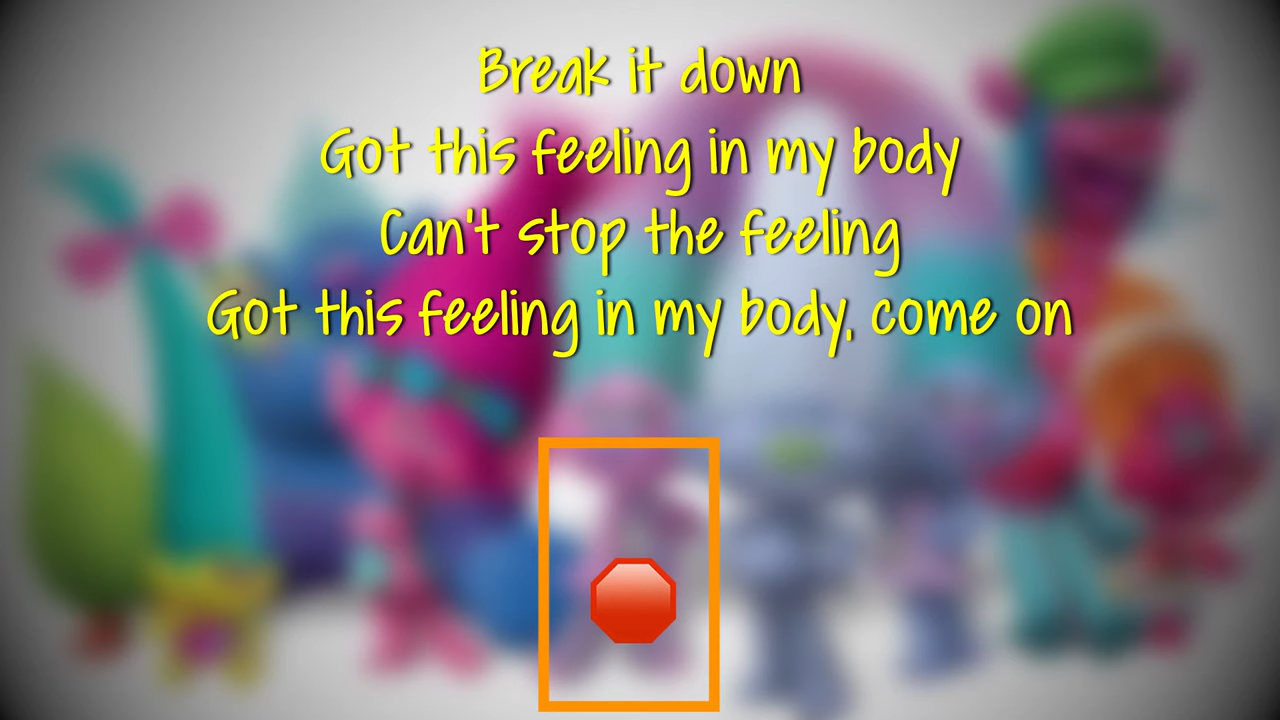 Break it down
Got this feeling in my body
Can't stop the feeling
Got this feeling in my body, come on